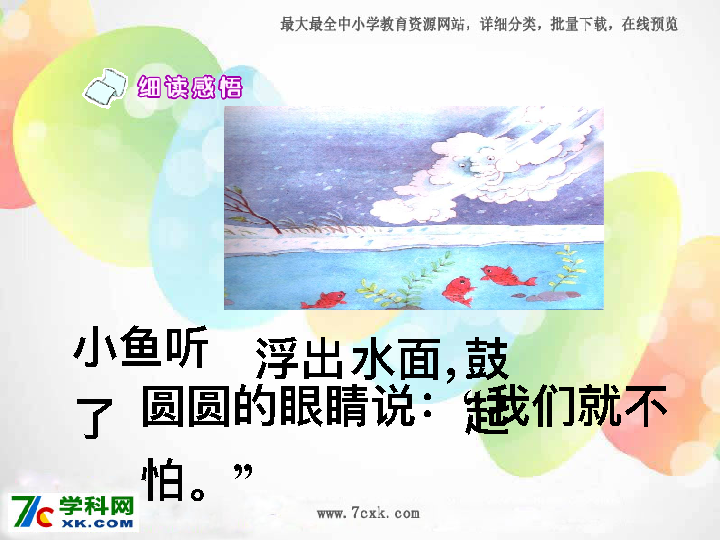 最大最全中小学教育资源网站，详细分类，批量下载，在线预览
细读感悟
小鱼听
了
浮出水面，鼓
起
圆圆的眼睛说：“我们就不
怕。”
7CXK 学科网
XK.COM
www.7cxk.com